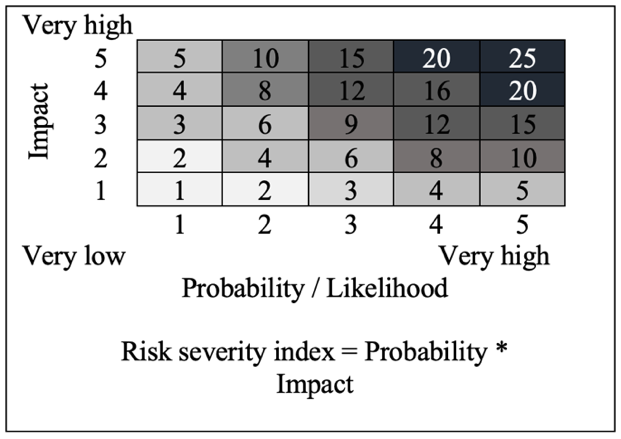 Very high
Impact
5 5 10 15 20 25
4 4 8 12 16 20
3 3 6 9 12 15
2 2 4 6 8 10
1 1 2 3 4 5
1 2 3 4 5
Very low Very high
Probability / Likelihood
Risk severity index = Probability *
Impact